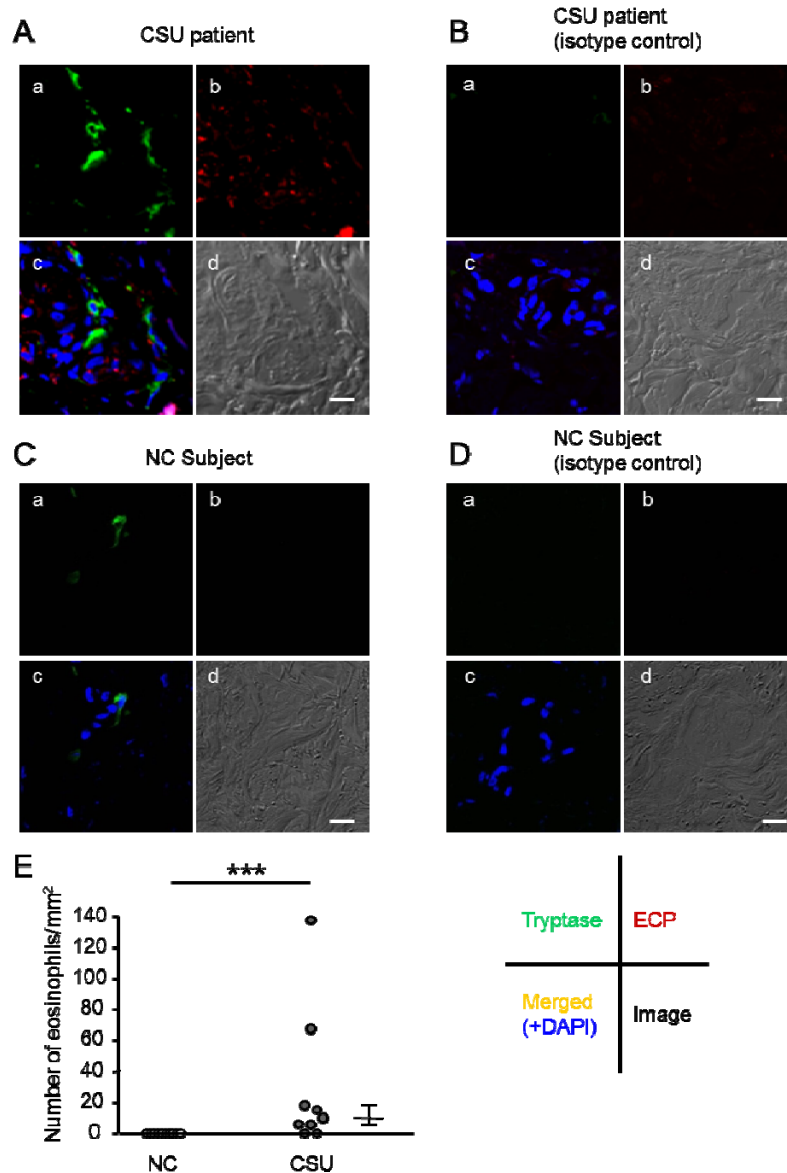 A
CSU patient
B
CSU patient
(isotype control)
a
b
c
d
a
b
c
d
C
NC Subject
D
NC Subject
(isotype control)
a
b
c
d
a
b
c
d
E
***
Number of eosinophils/mm²
140
120
100
80
60
40
20
0
NC
CSU
Tryptase
ECP
Merged
(+DAPI)
Image